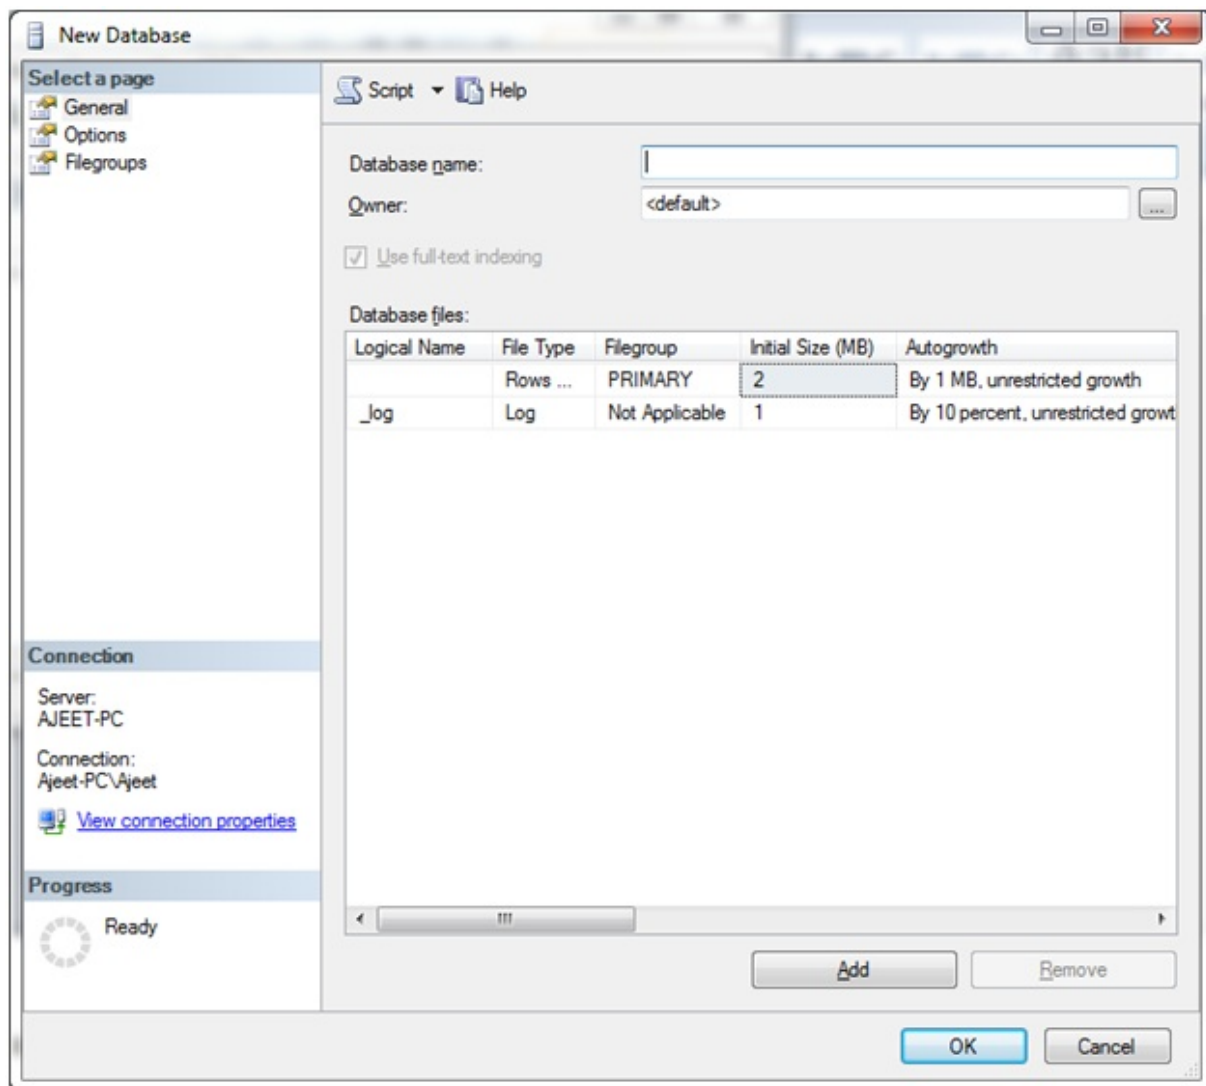 New Database
Select a page
General
Options
Filegroups
Connection
Server:
AJEET-PC
Connection:
Ajeet-PC\Ajeet
View connection properties
Progress
Ready
Script Help
Database name:
Owner: <default> ...
Use full-text indexing
Database files:
Logical Name File Type Filegroup Initial Size (MB) Autogrowth
Rows ... PRIMARY 2 By 1 MB, unrestricted growth
_log Log Not Applicable 1 By 10 percent, unrestricted growt
Add Remove
OK Cancel